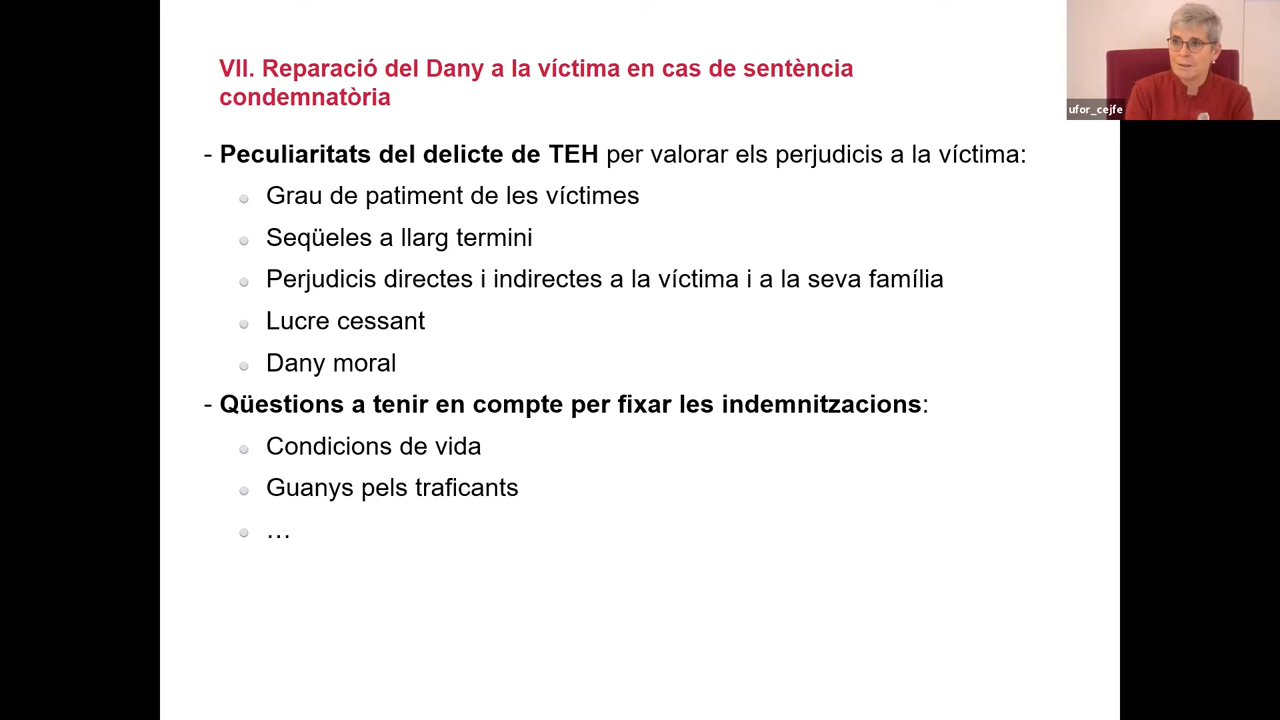 VII. Reparació del Dany a la víctima en cas de sentència
condemnatòria
- Peculiaritats del delicte de TEH per valorar els perjudicis a la víctima:
Grau de patiment de les víctimes
Seqüeles a llarg termini
Perjudicis directes i indirectes a la víctima i a la seva família
Lucre cessant
Dany moral
- Qüestions a tenir en compte per fixar les indemnitzacions:
Condicions de vida
Guanys pels traficants
…
ufor_cejfe